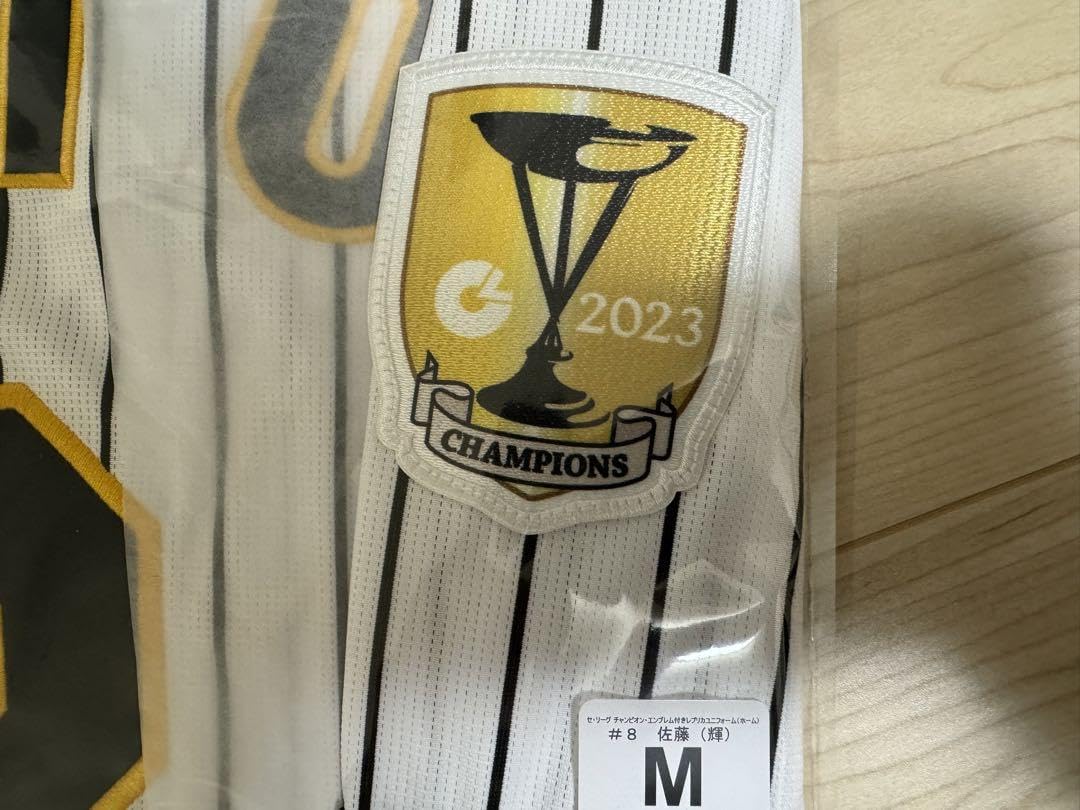 2023
CHAMPIONS
セ・リーグ チャンピオン・エンブレム付きレプリカユニフォーム(ホーム)
#8 佐藤(輝)
M